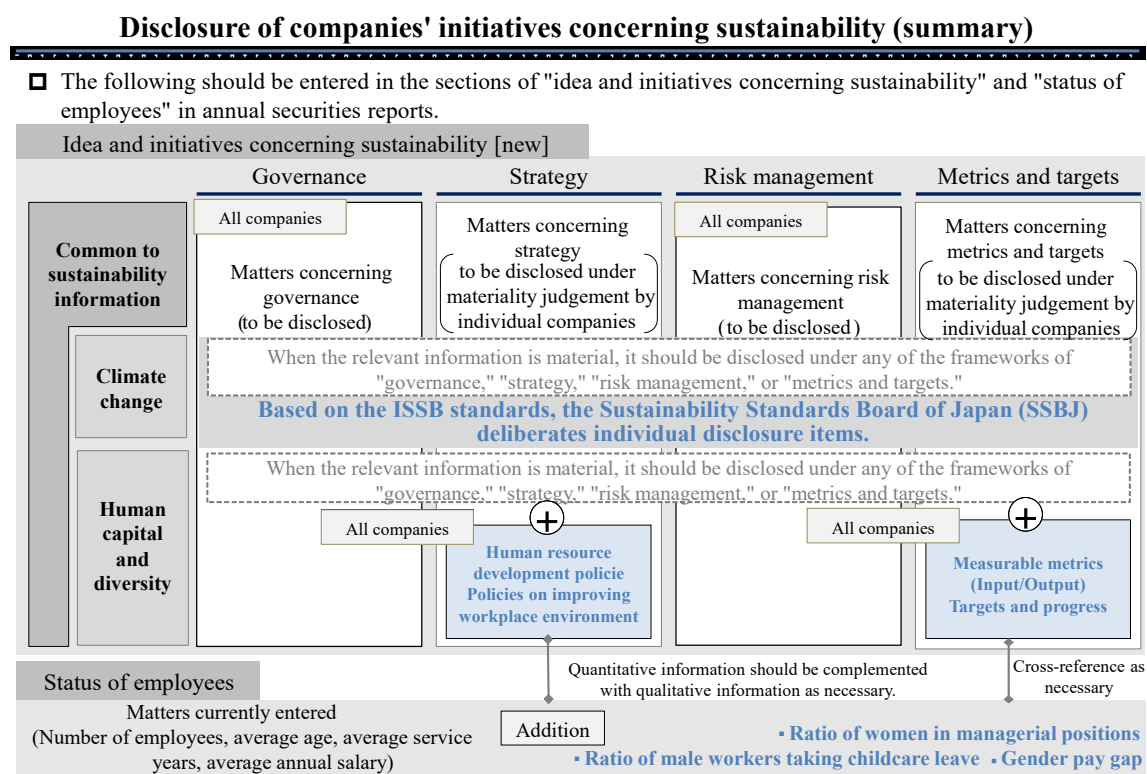 Disclosure of companies' initiatives concerning sustainability (summary)
The following should be entered in the sections of "idea and initiatives concerning sustainability" and "status of
employees" in annual securities reports.
Idea and initiatives concerning sustainability [new]
Governance
Strategy
Risk management
Metrics and targets
Common to
sustainability
information
All companies
Matters concerning
governance
(to be disclosed)
Matters concerning
strategy
to be disclosed under
materiality judgement by
individual companies
All companies
Matters concerning risk
management
(to be disclosed)
Matters concerning
metrics and targets
to be disclosed under
materiality judgement by
individual companies
Climate
change
When the relevant information is material, it should be disclosed under any of the frameworks of
"governance," "strategy," "risk management," or "metrics and targets."
Based on the ISSB standards, the Sustainability Standards Board of Japan (SSBJ)
deliberates individual disclosure items.
Human
capital
and
diversity
When the relevant information is material, it should be disclosed under any of the frameworks of
"governance," "strategy," "risk management," or "metrics and targets."
All companies
+
Human resource
development policie
Policies on improving
workplace environment
All companies
+
Measurable metrics
(Input/Output)
Targets and progress
Quantitative information should be complemented
with qualitative information as necessary.
Cross-reference as
necessary
Status of employees
Matters currently entered
(Number of employees, average age, average service
years, average annual salary)
Addition
▪ Ratio of women in managerial positions
▪ Ratio of male workers taking childcare leave ▪ Gender pay gap